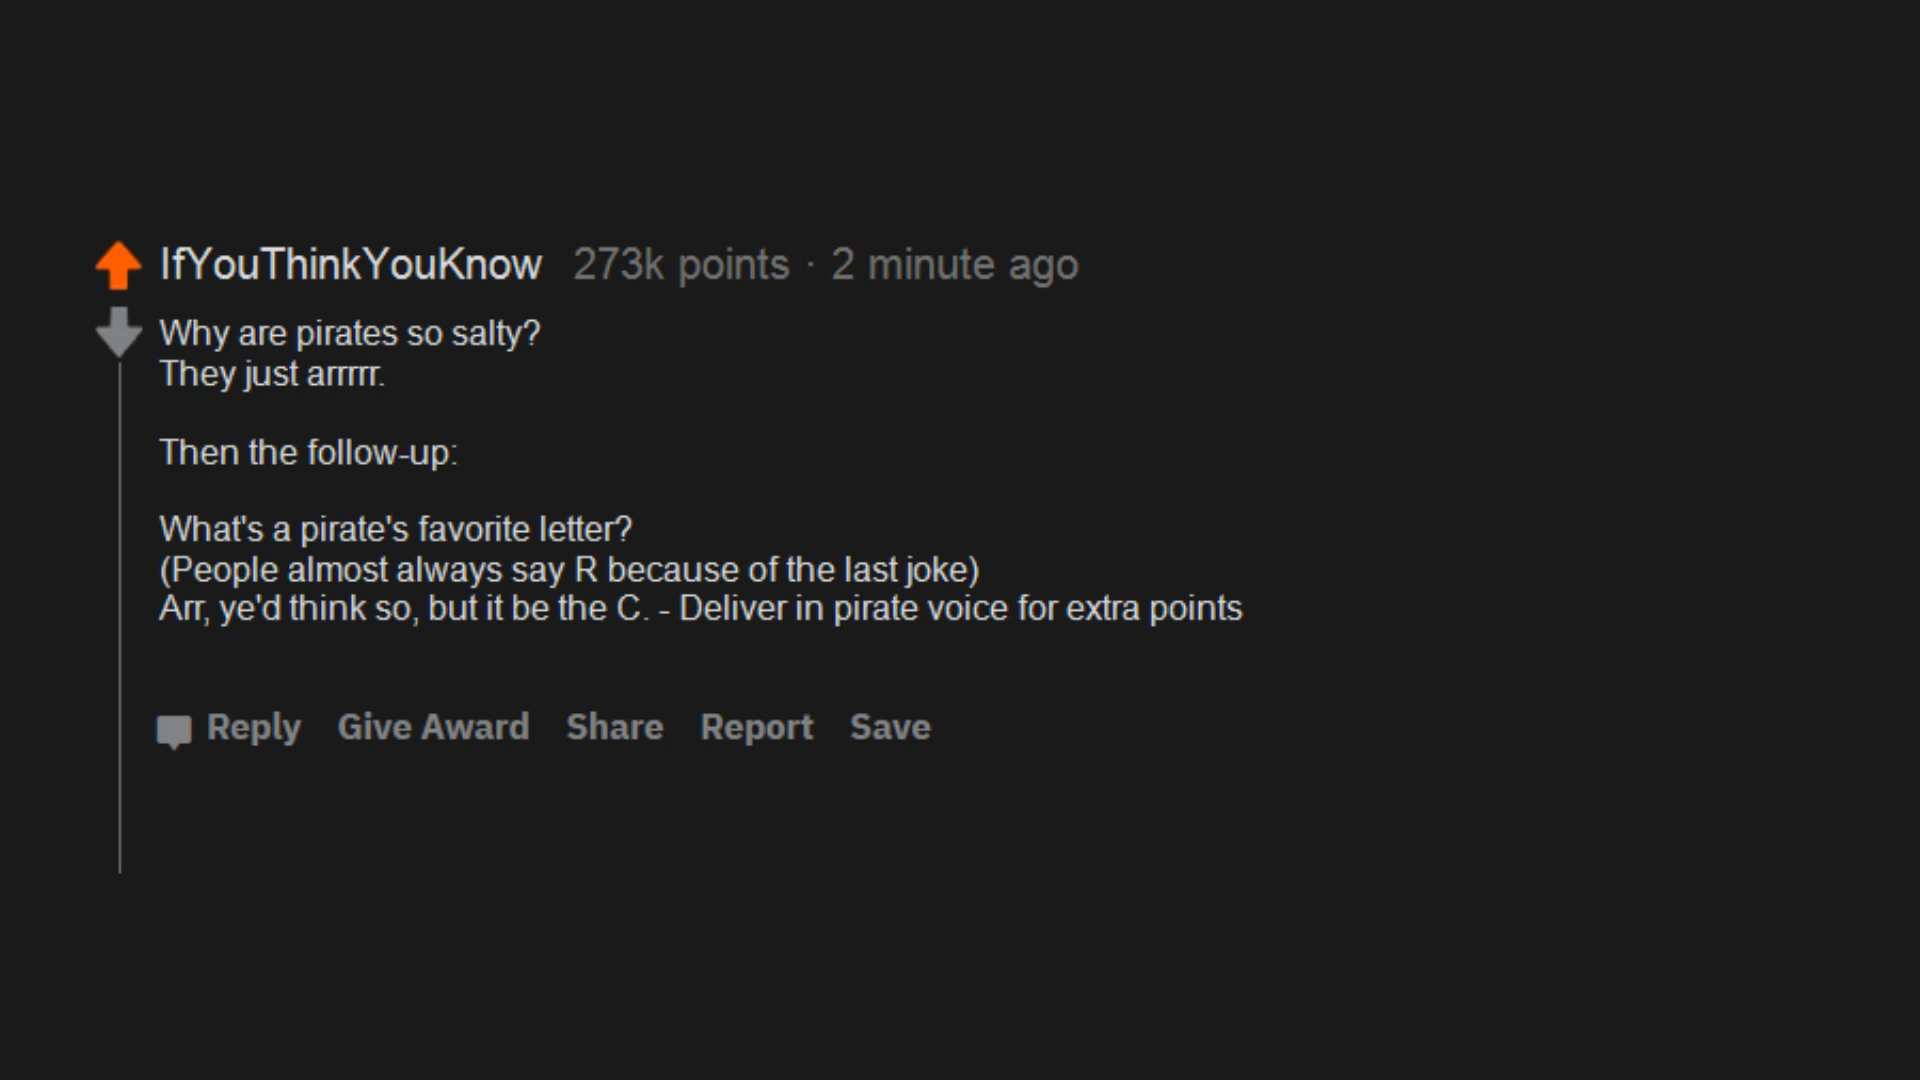 IfYouThinkYouKnow 273k points · 2 minute ago
Why are pirates so salty?
They just arrrrr.
Then the follow-up:
What's a pirate's favorite letter?
(People almost always say R because of the last joke)
Arr, ye'd think so, but it be the C. - Deliver in pirate voice for extra points
Reply Give Award Share Report Save